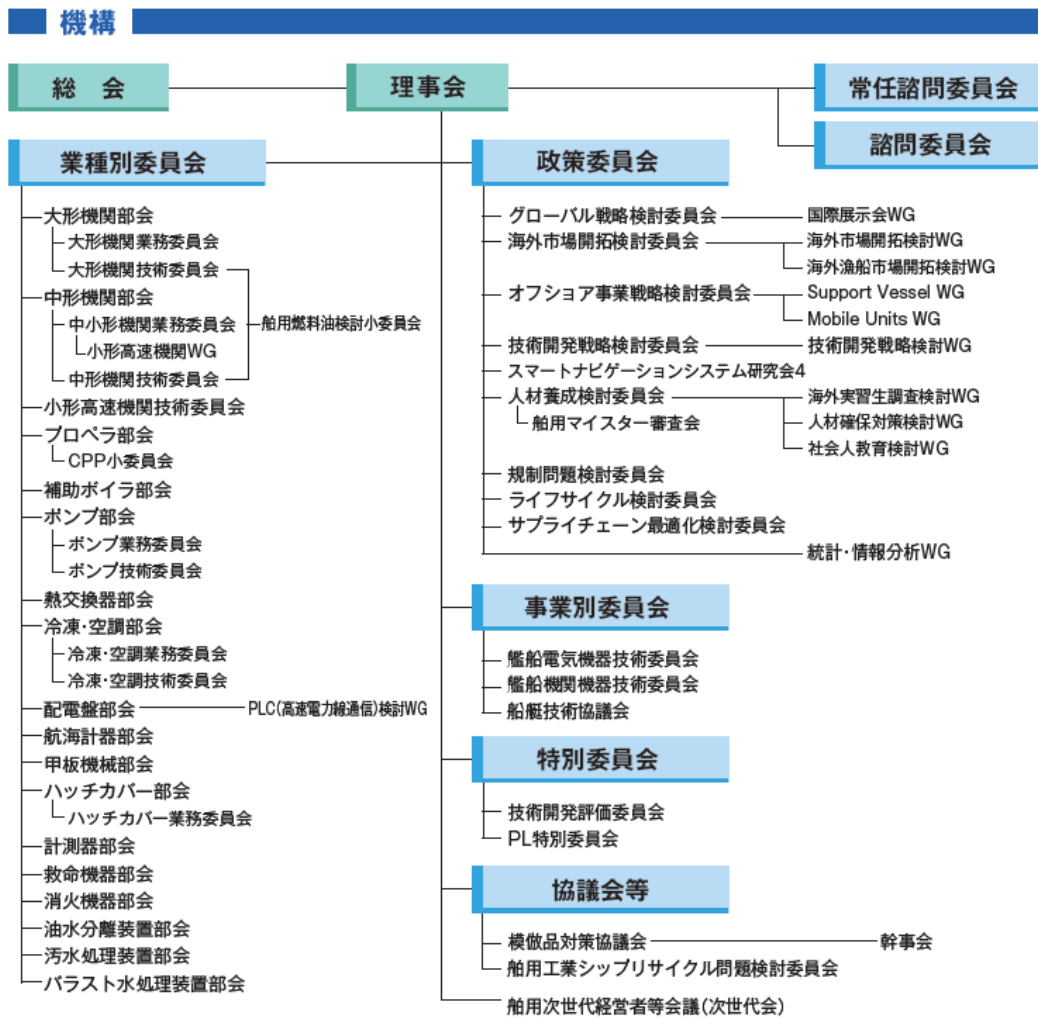 機構
総　会
理事会
常任諮問委員会
諮問委員会
業種別委員会
大形機関部会
大形機関業務委員会
大形機関技術委員会
中形機関部会
中小形機関業務委員会
小形高速機関WG
中形機関技術委員会
舶用燃料油検討小委員会
小形高速機関技術委員会
プロペラ部会
CPP小委員会
補助ボイラ部会
ポンプ部会
ポンプ業務委員会
ポンプ技術委員会
熱交換器部会
冷凍・空調部会
冷凍・空調業務委員会
冷凍・空調技術委員会
配電盤部会
PLC(高速電力線通信)検討WG
航海計器部会
甲板機械部会
ハッチカバー部会
ハッチカバー業務委員会
計測器部会
救命機器部会
消火機器部会
油水分離装置部会
汚水処理装置部会
バラスト水処理装置部会
政策委員会
グローバル戦略検討委員会
国際展示会WG
海外市場開拓検討委員会
海外市場開拓検討WG
海外漁船市場開拓検討WG
オフショア事業戦略検討委員会
Support Vessel WG
Mobile Units WG
技術開発戦略検討委員会
技術開発戦略検討WG
スマートナビゲーションシステム研究会4
人材養成検討委員会
海外実習生調査検討WG
舶用マイスター審査会
人材確保対策検討WG
社会人教育検討WG
規制問題検討委員会
ライフサイクル検討委員会
サプライチェーン最適化検討委員会
統計・情報分析WG
事業別委員会
艦船電気機器技術委員会
艦船機関機器技術委員会
船艇技術協議会
特別委員会
技術開発評価委員会
PL特別委員会
協議会等
模倣品対策協議会
幹事会
舶用工業シップリサイクル問題検討委員会
舶用次世代経営者等会議(次世代会)